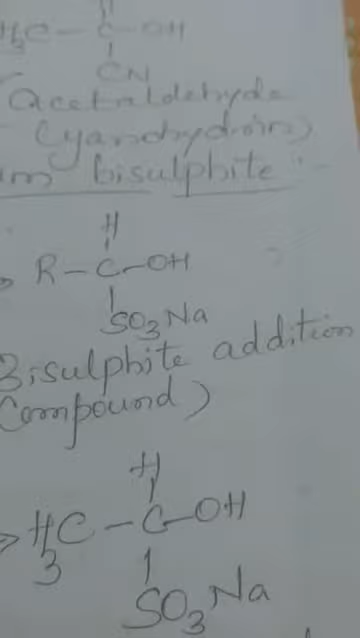 H
H3C - C - OH
CN
(acetaldehyde
Cyanohydrin)
m bisulphite :-
H
R - C - OH
SO3Na
Bisulphite addition
Compound)
H
H3C - C - OH
SO3Na